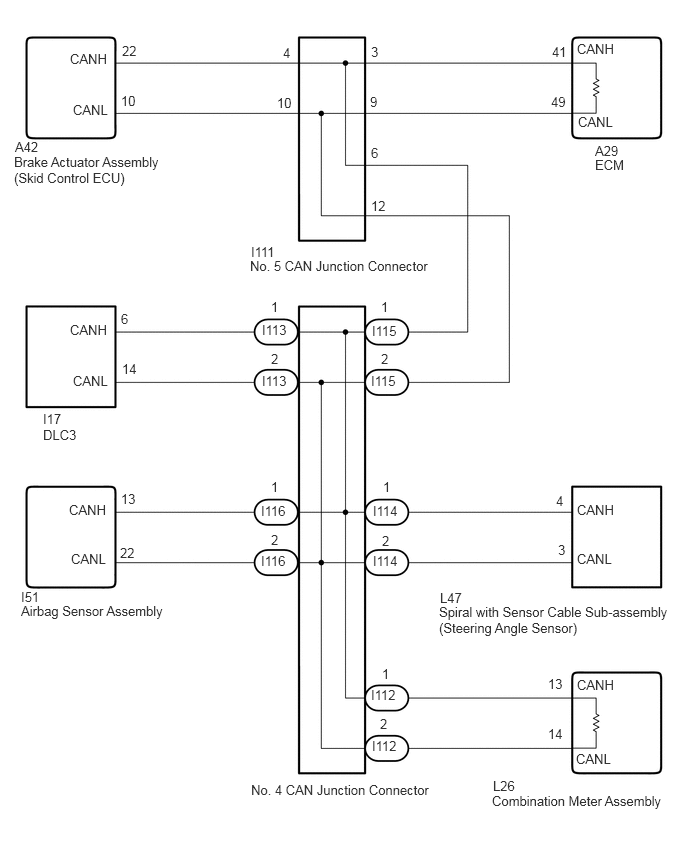 CANH 22 4 3 41 CANH
CANL 10 10 9 49 CANL
A42
Brake Actuator Assembly
(Skid Control ECU)
A29
ECM
6
12
I111
No. 5 CAN Junction Connector
CANH 6 1 I113 1 I115
CANL 14 2 I113 2 I115
I17
DLC3
CANH 13 1 I116 1 I114 4 CANH
CANL 22 2 I116 2 I114 3 CANL
I51
Airbag Sensor Assembly
L47
Spiral with Sensor Cable Sub-assembly
(Steering Angle Sensor)
1 I112 13 CANH
2 I112 14 CANL
No. 4 CAN Junction Connector
L26
Combination Meter Assembly